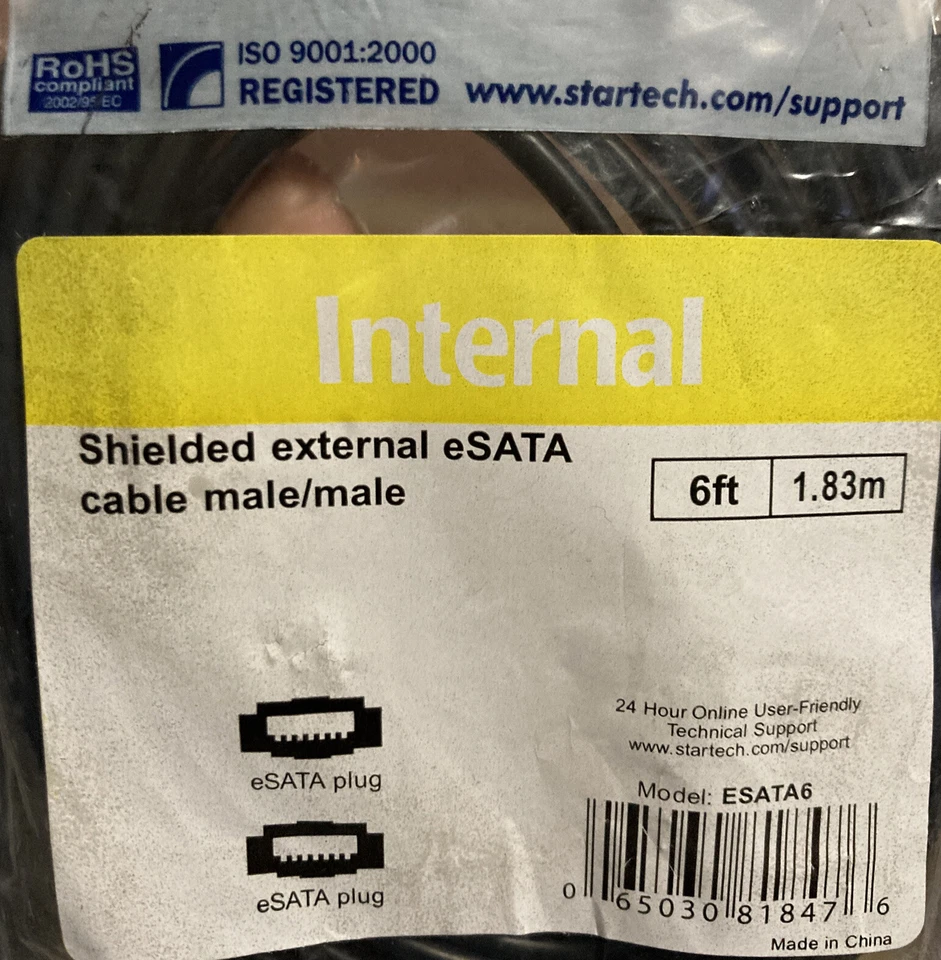 RoHS
compliant
2002/95 EC
ISO 9001:2000
REGISTERED
www.startech.com/support
Internal
Shielded external eSATA
cable male/male
6ft 1.83m
eSATA plug
eSATA plug
24 Hour Online User-Friendly
Technical Support
www.startech.com/support
Model: ESATA6
0 65030 81847 6
Made in China